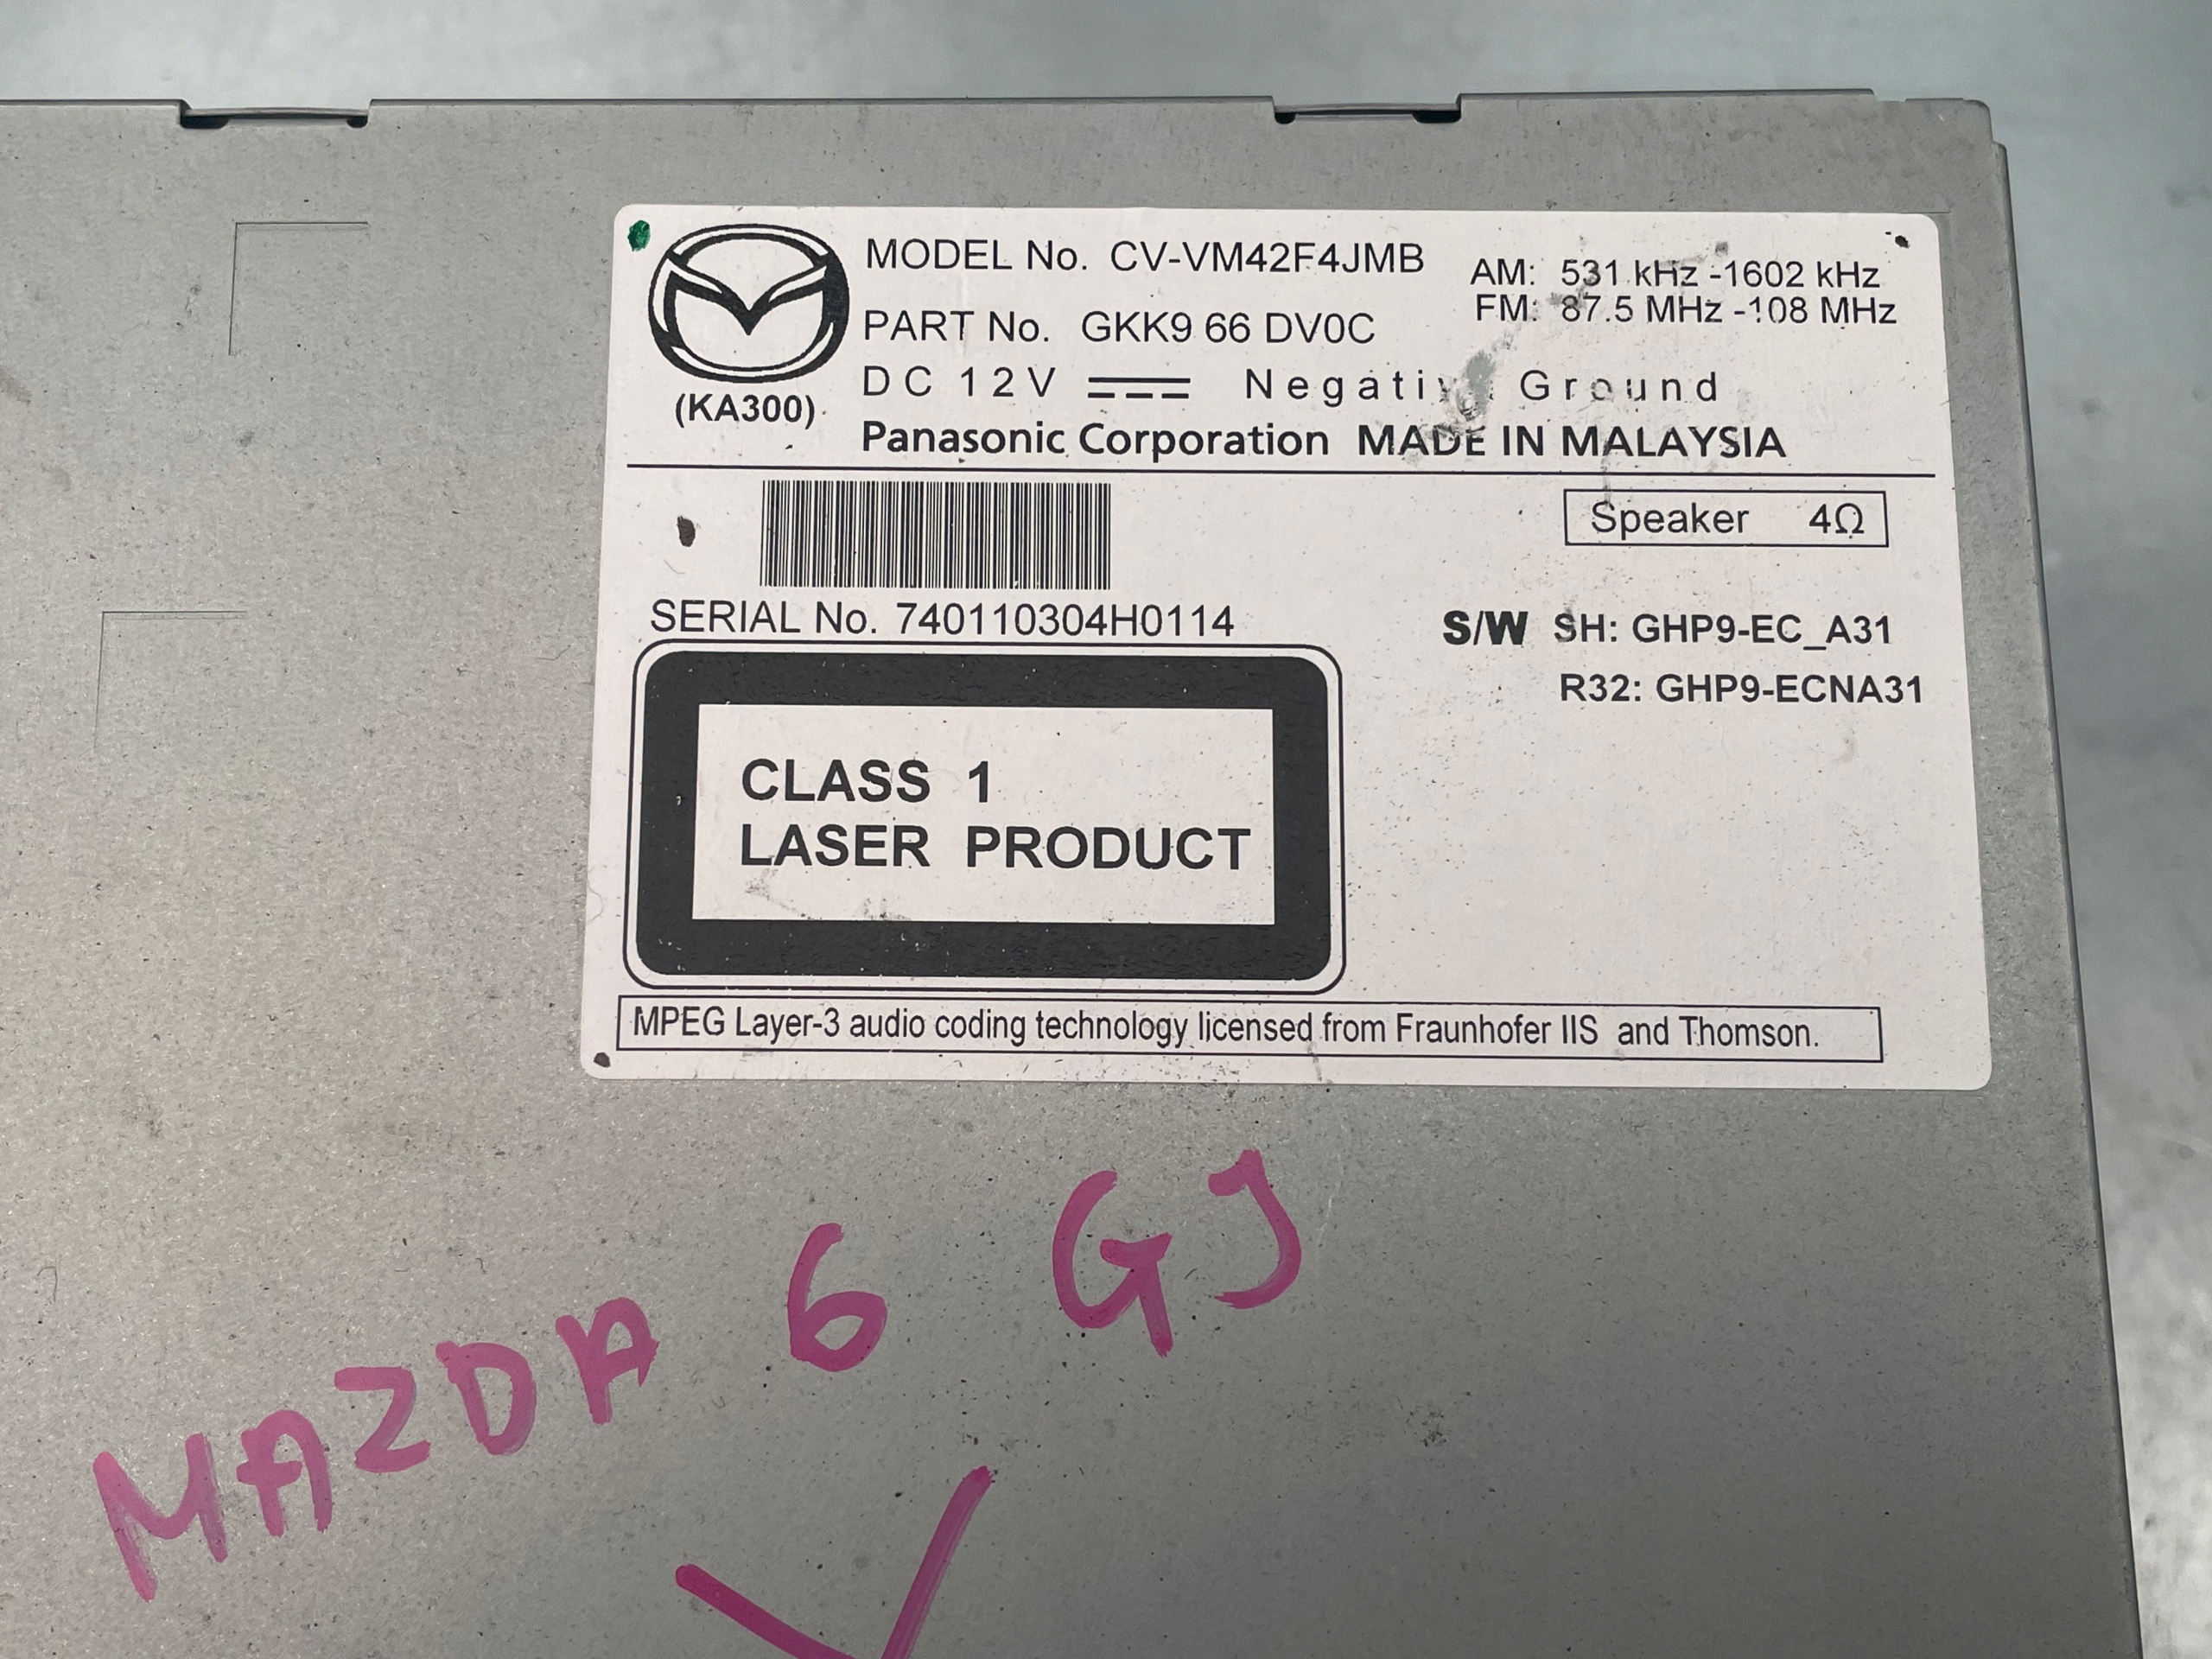 MODEL No. CV-VM42F4JMB
AM: 531 kHz -1602 kHz
FM: 87.5 MHz -108 MHz
PART No. GKK9 66 DV0C
DC 12V Negative Ground
(KA300)
Panasonic Corporation MADE IN MALAYSIA
Speaker 4Ω
SERIAL No. 740110304H0114
S/W SH: GHP9-EC_A31
R32: GHP9-ECNA31
CLASS 1
LASER PRODUCT
MPEG Layer-3 audio coding technology licensed from Fraunhofer IIS and Thomson.
MAZDA 6 GJ